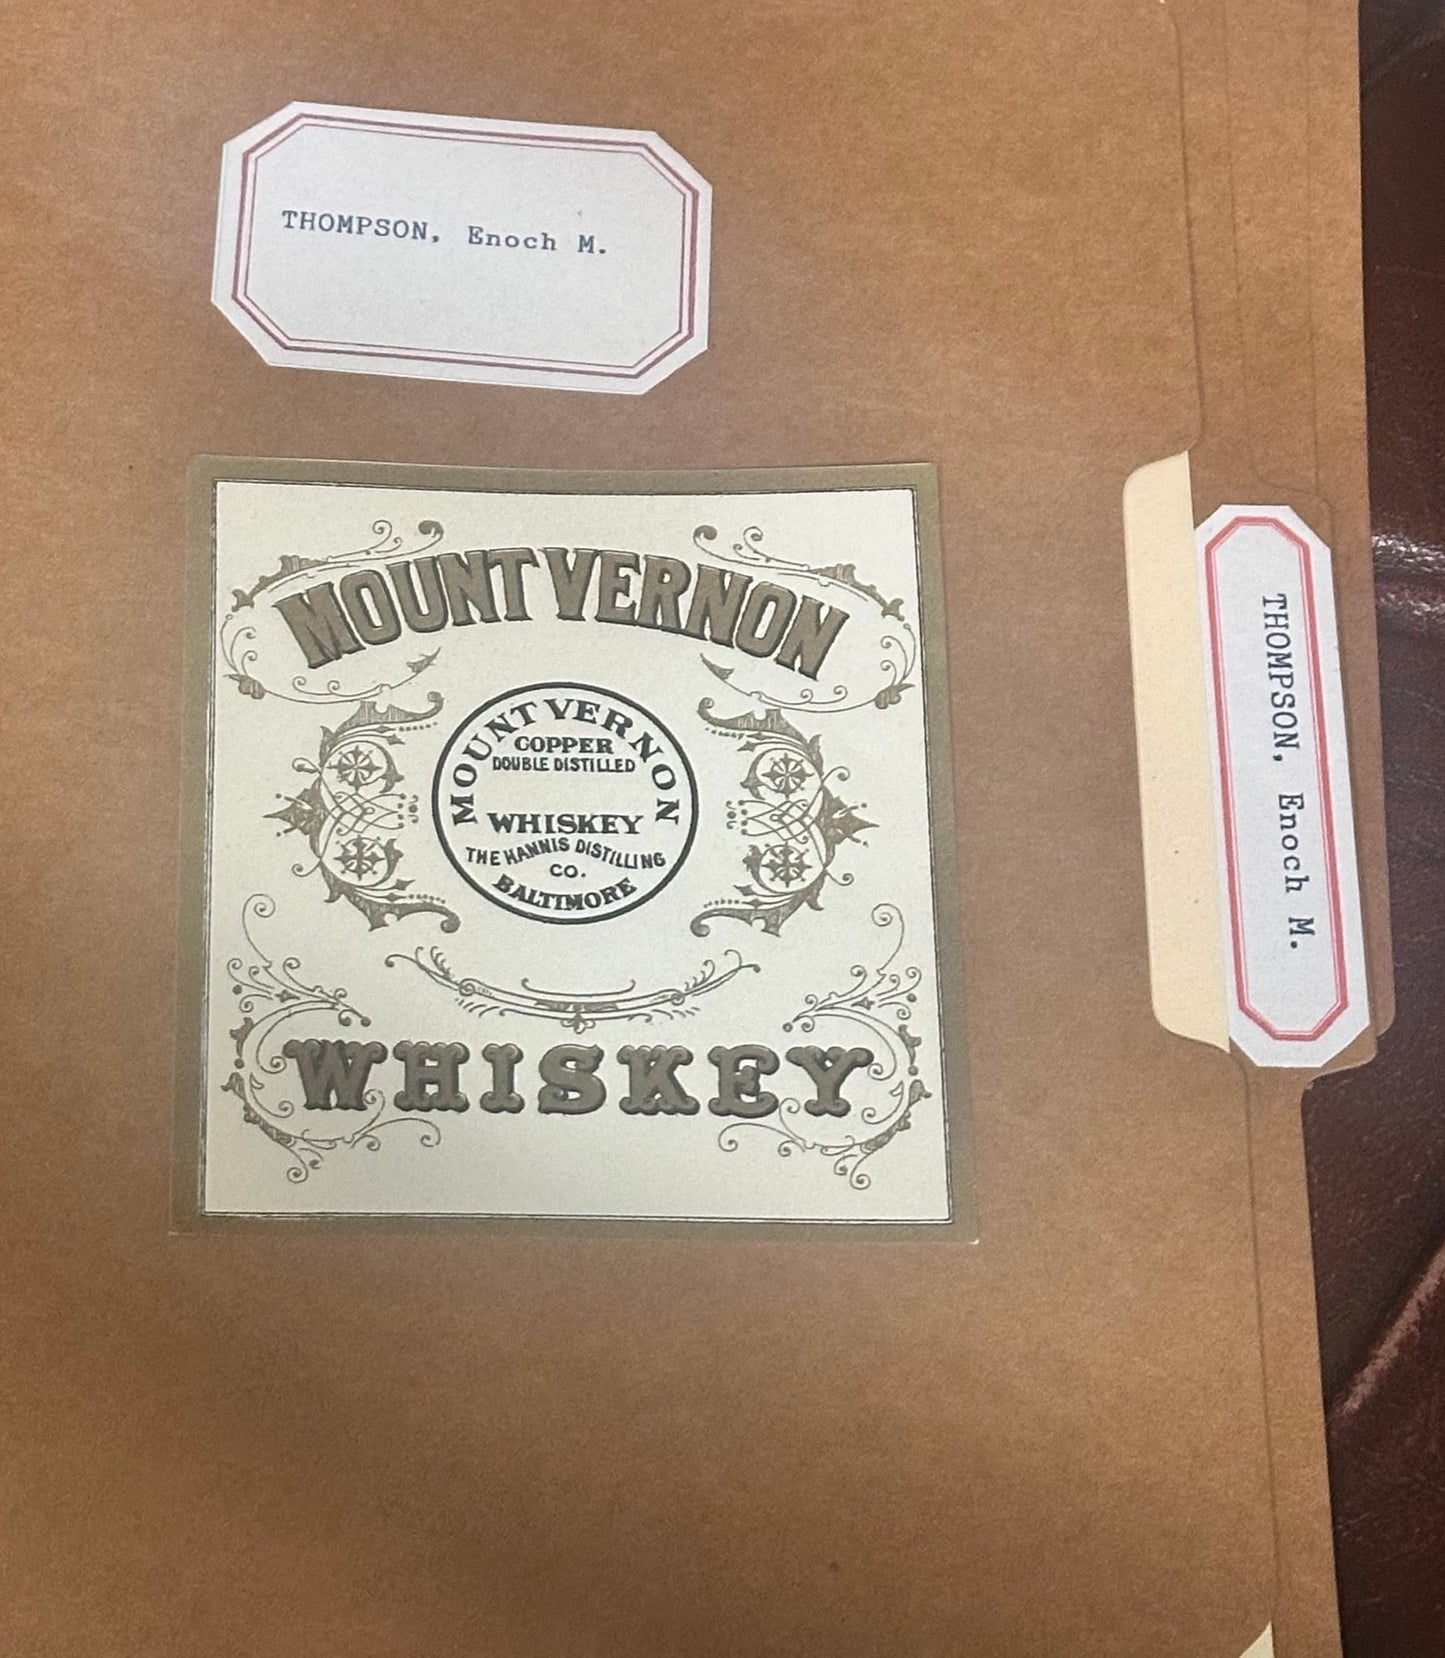 THOMPSON, Enoch M.
MOUNT VERNON
MOUNT VERNON
COPPER
DOUBLE DISTILLED
WHISKEY
THE HANNIS DISTILLING
CO.
BALTIMORE
WHISKEY
THOMPSON, Enoch M.